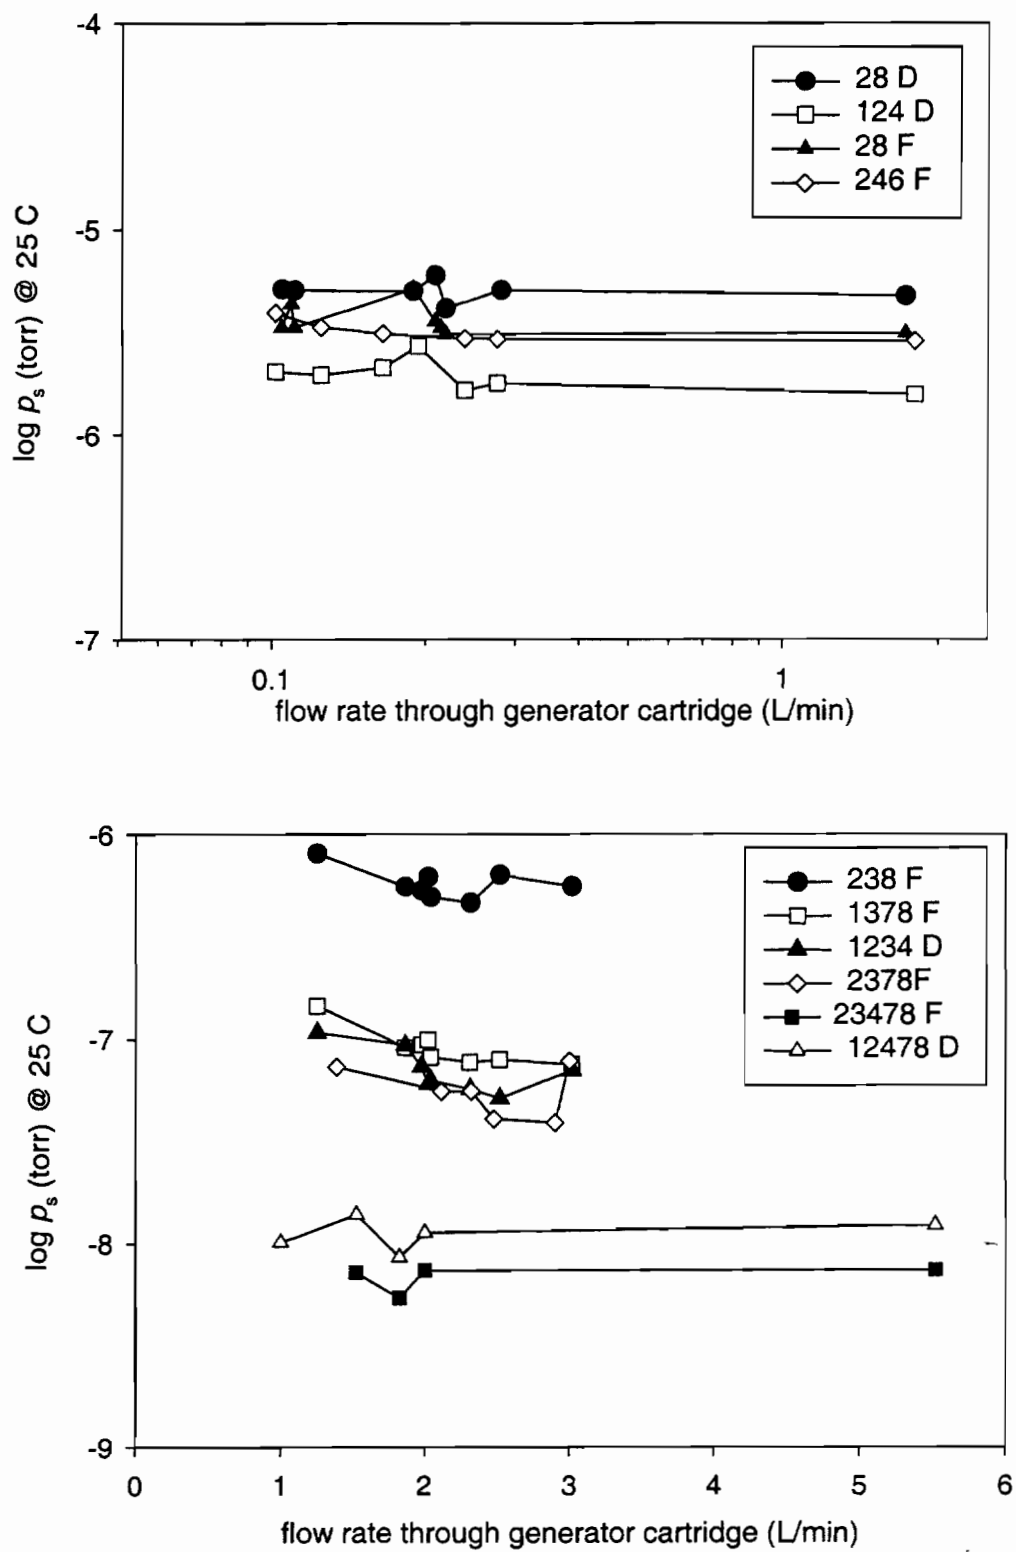 -4
28 D
124 D
28 F
246 F
-5
-6
-7
log ps (torr) @ 25 C
0.1 1
flow rate through generator cartridge (L/min)
-6
238 F
1378 F
1234 D
2378F
23478 F
12478 D
-7
-8
-9
log ps (torr) @ 25 C
0 1 2 3 4 5 6
flow rate through generator cartridge (L/min)